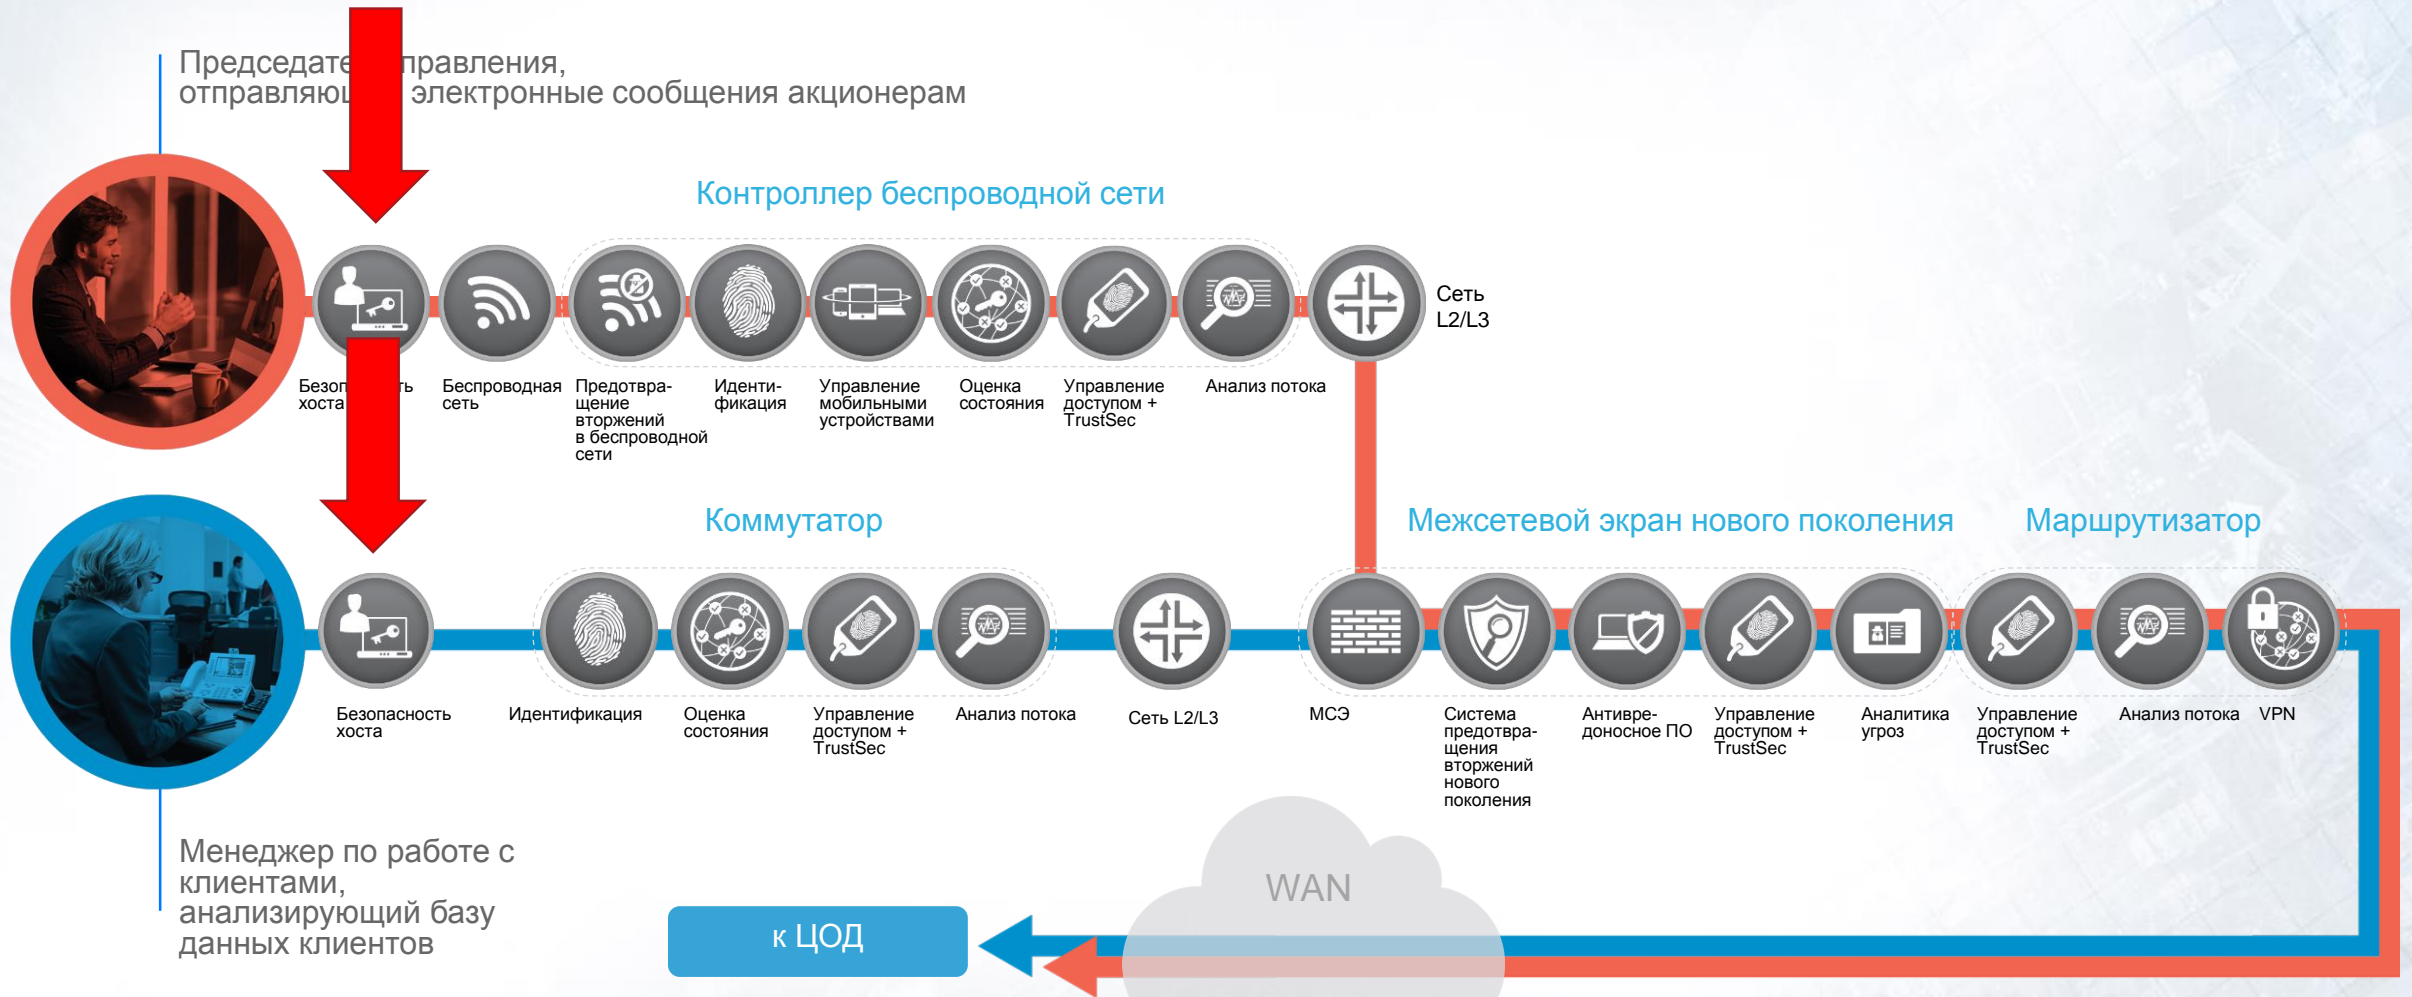 правления,
электронные сообщения акционерам
Контроллер беспроводной сети
Сеть
L2/L3
хоста
Беспроводная
сеть
Предотвра-
щение
вторжений
в беспроводной
сети
Иденти-
фикация
Управление
мобильными
устройствами
Оценка
состояния
Управление
доступом +
TrustSec
Анализ потока
Коммутатор
Межсетевой экран нового поколения
Маршрутизатор
Безопасность
хоста
Идентификация
Оценка
состояния
Управление
доступом +
TrustSec
Анализ потока
Сеть L2/L3
МСЭ
Система
предотвра-
щения
вторжений
нового
поколения
Антивре-
доносное ПО
Управление
доступом +
TrustSec
Аналитика
угроз
Управление
доступом +
TrustSec
Анализ потока
VPN
Менеджер по работе с
клиентами,
анализирующий базу
данных клиентов
WAN
к ЦОД